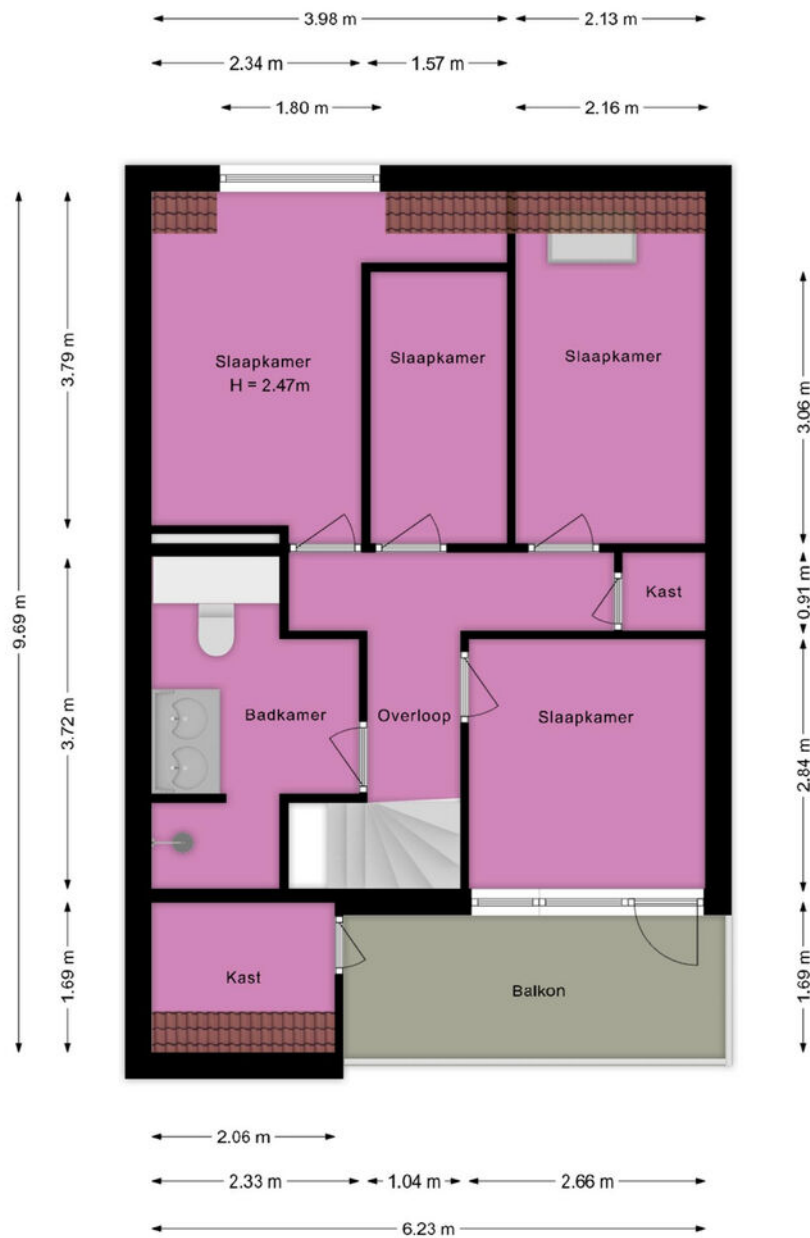 3.98 m
2.13 m
2.34 m
1.57 m
1.80 m
2.16 m
Slaapkamer
H = 2.47m
Slaapkamer
Slaapkamer
3.79 m
3.06 m
9.69 m
0.91 m
Kast
3.72 m
Badkamer
Overloop
Slaapkamer
2.84 m
1.69 m
Kast
Balkon
1.69 m
2.06 m
2.33 m
1.04 m
2.66 m
6.23 m